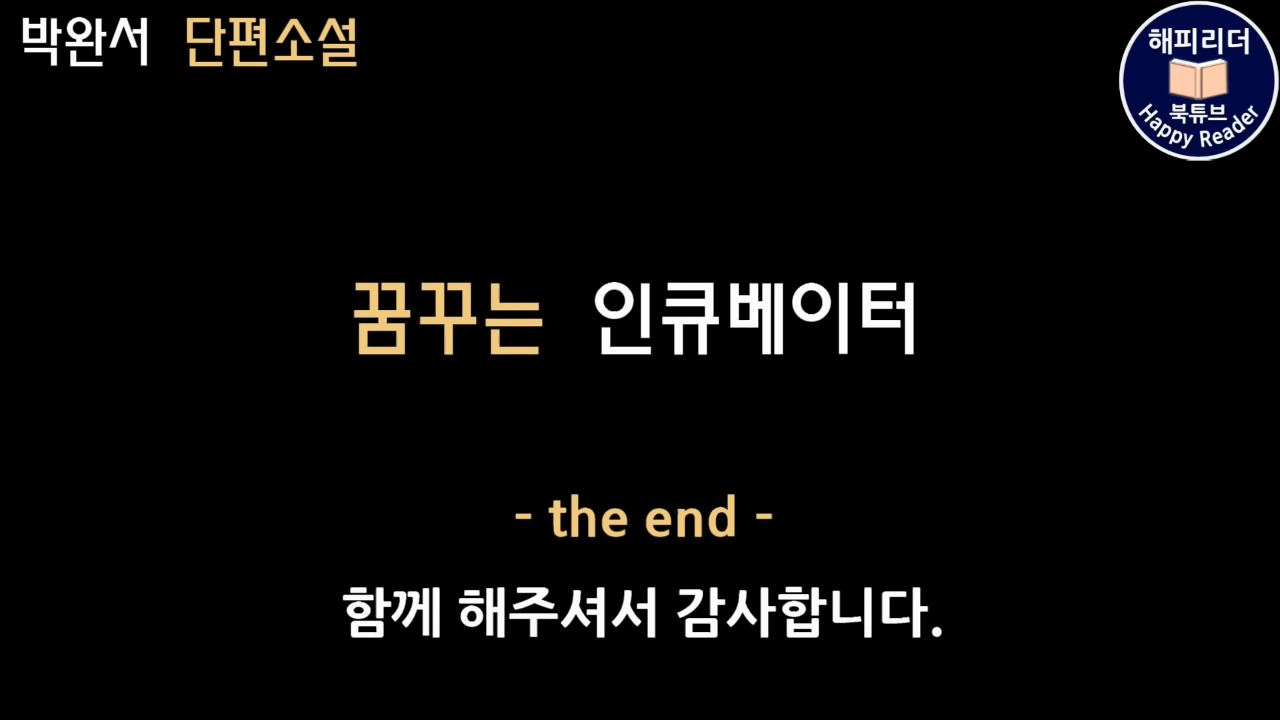 박완서 단편소설
해피리더
북튜브
Happy Reader
꿈꾸는 인큐베이터
- the end -
함께 해주셔서 감사합니다.